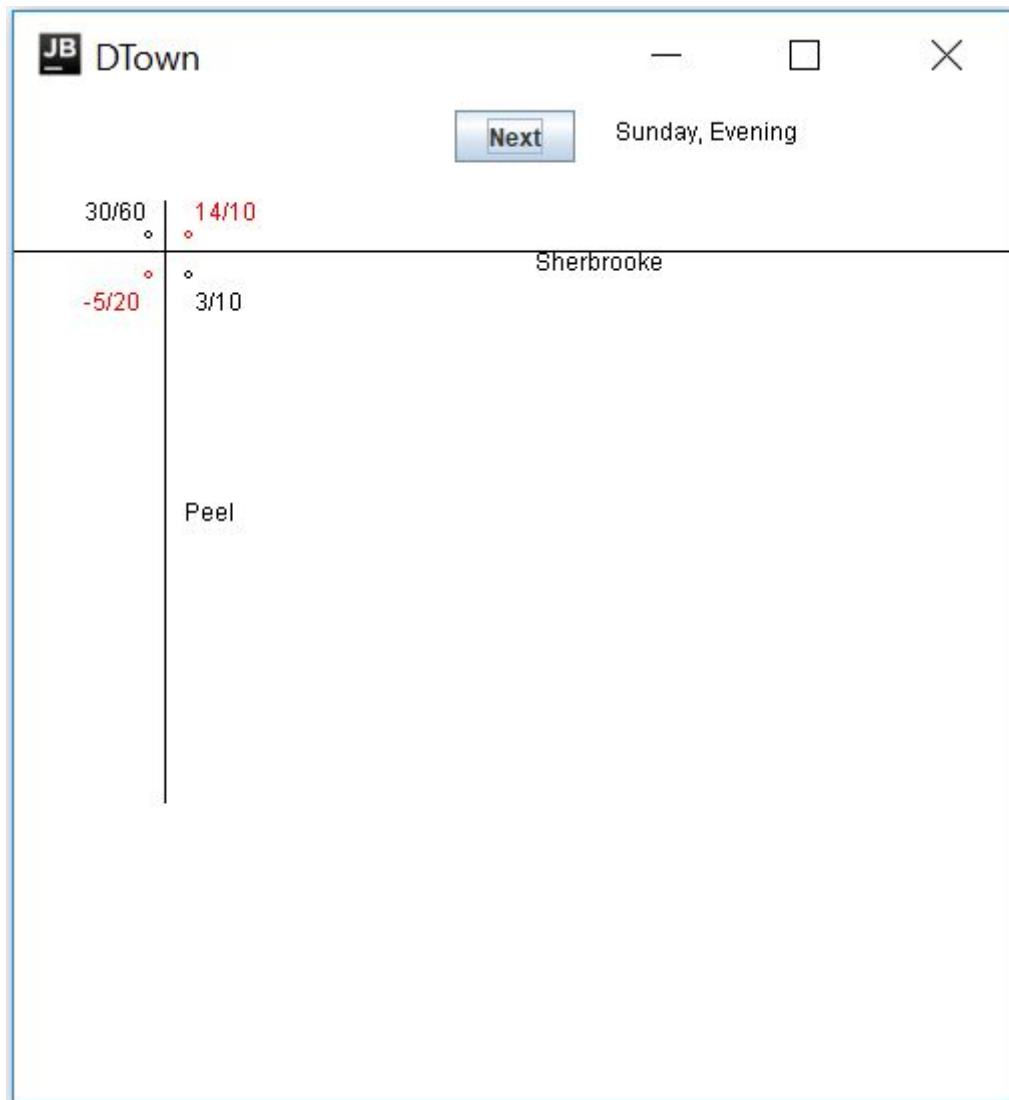 JB DTown
Next Sunday, Evening
30/60 14/10
Sherbrooke
-5/20 3/10
Peel